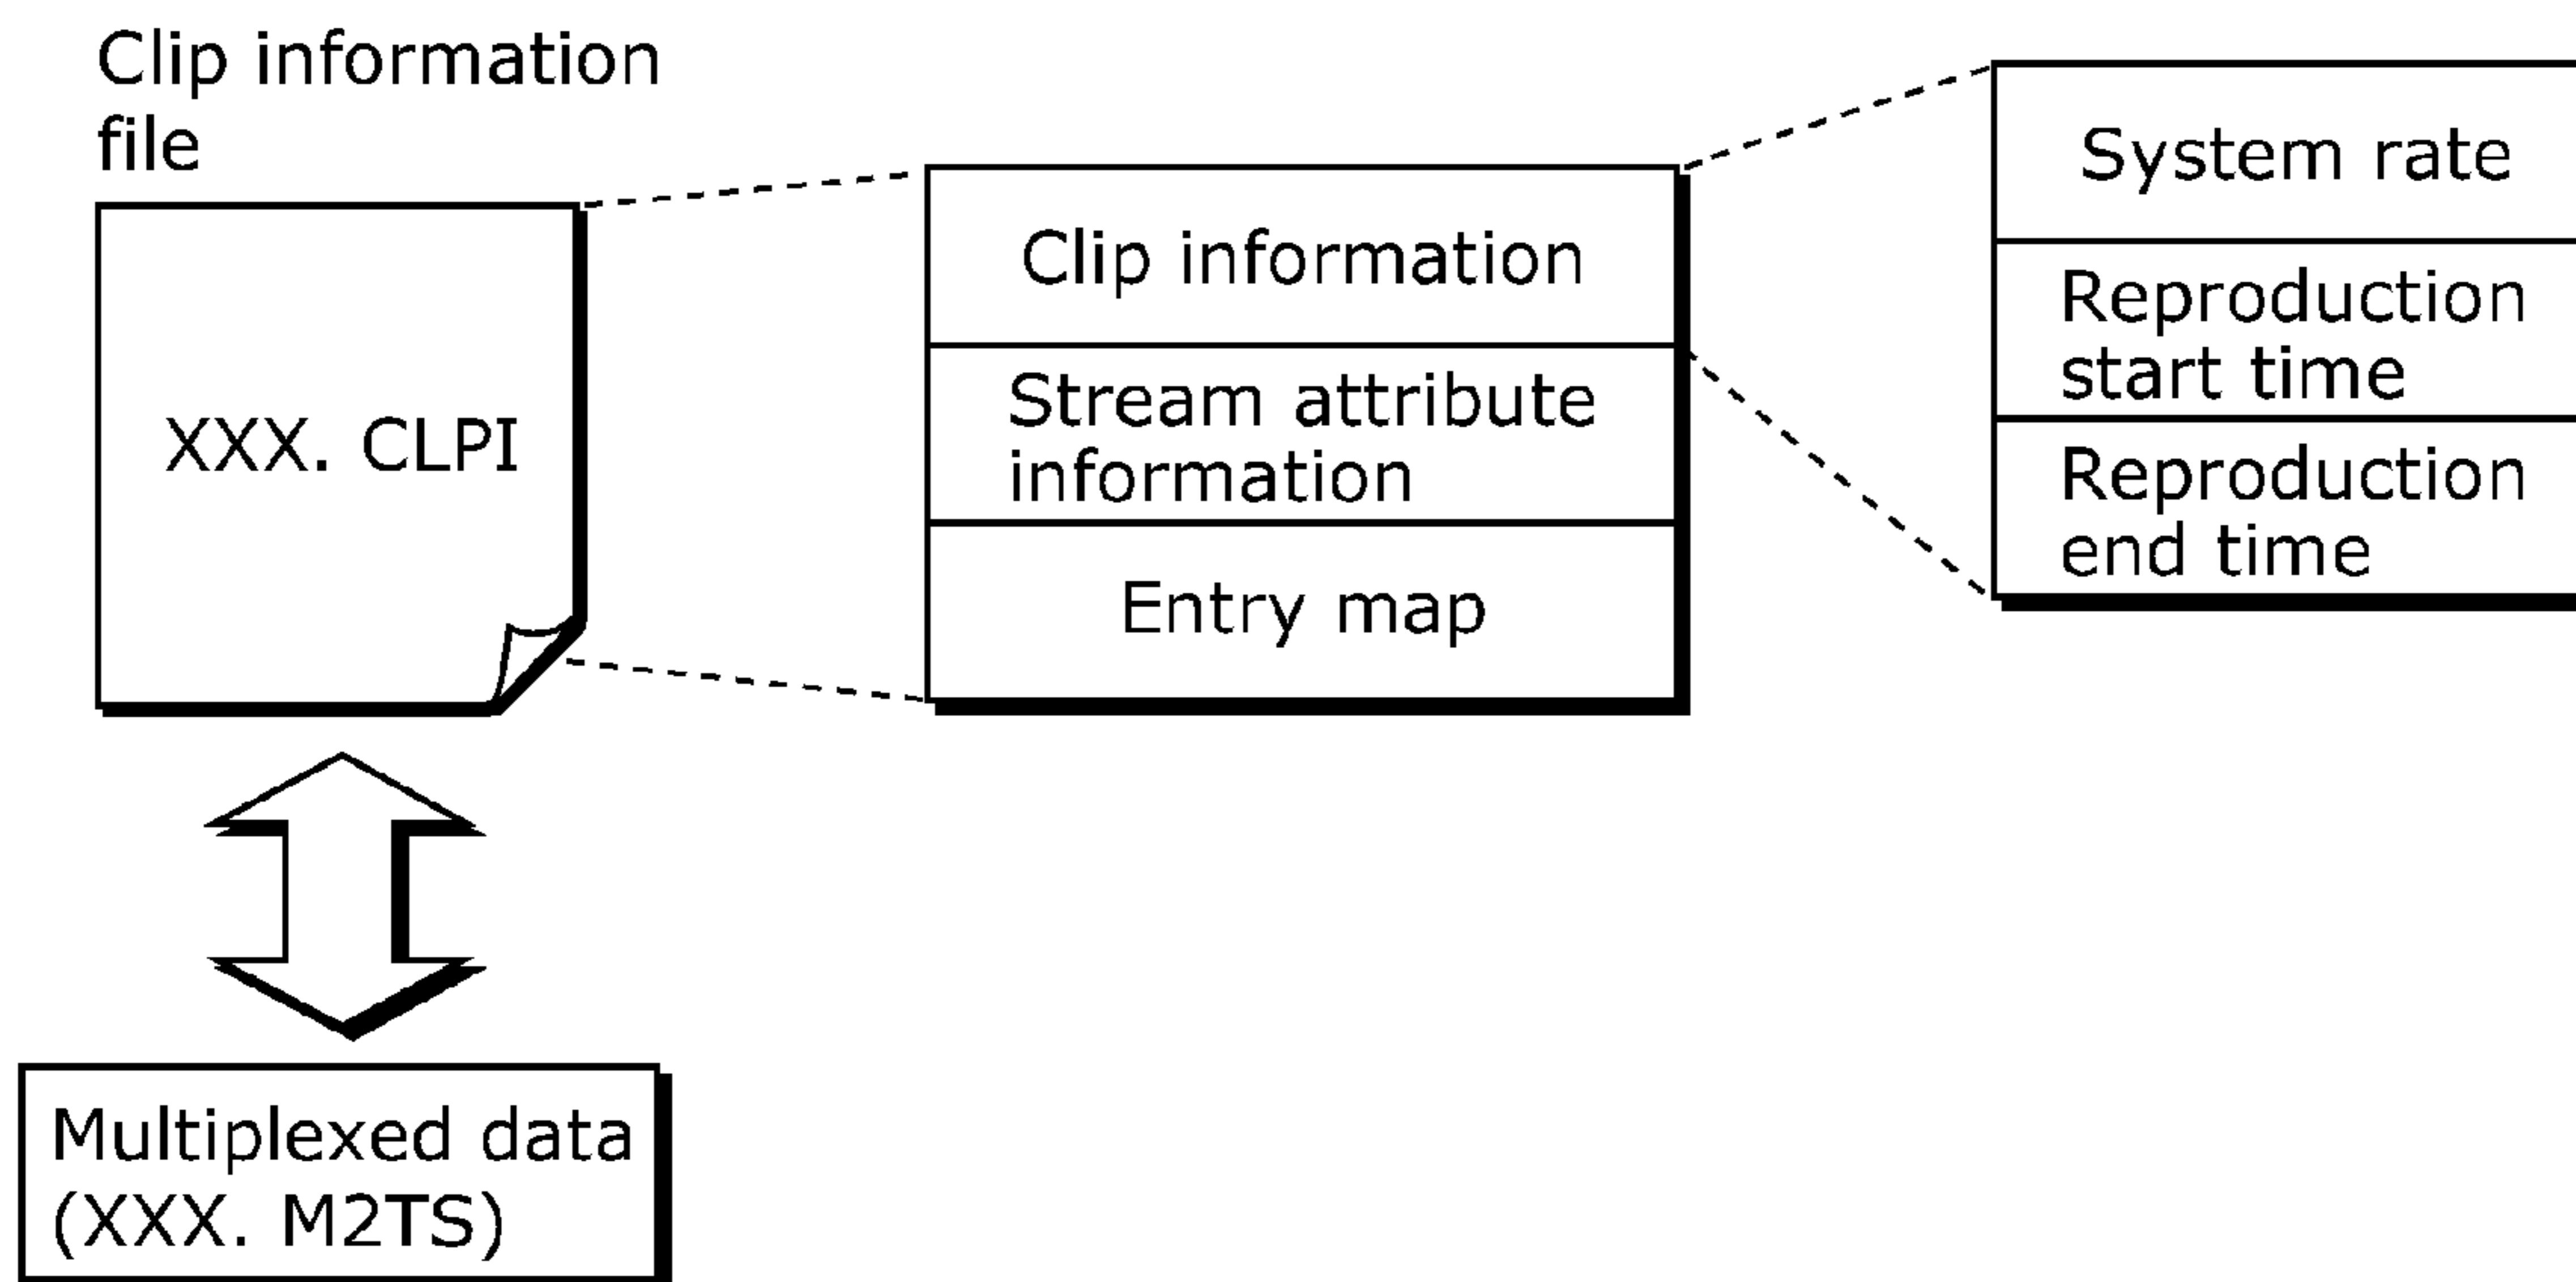 Clip information
file
XXX. CLPI
Clip information
Stream attribute
information
Entry map
System rate
Reproduction
start time
Reproduction
end time
Multiplexed data
(XXX. M2TS)